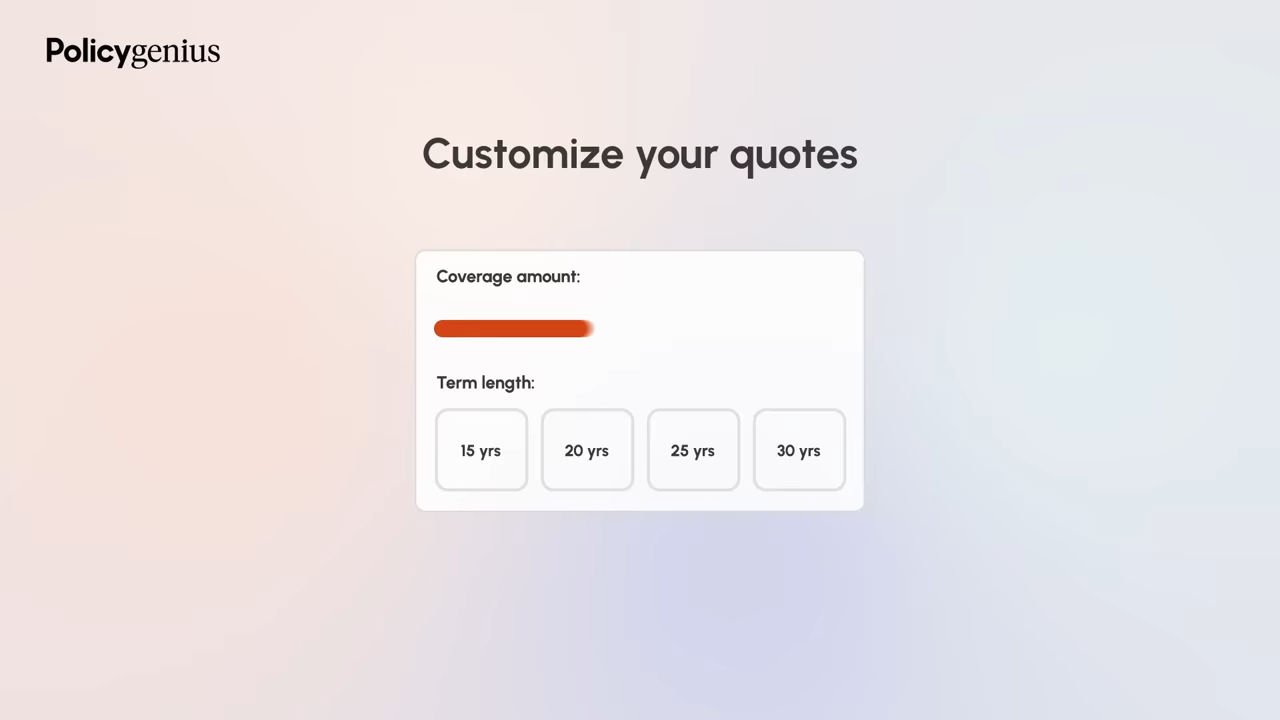 Policygenius
Customize your quotes
Coverage amount:
Term length:
15 yrs
20 yrs
25 yrs
30 yrs